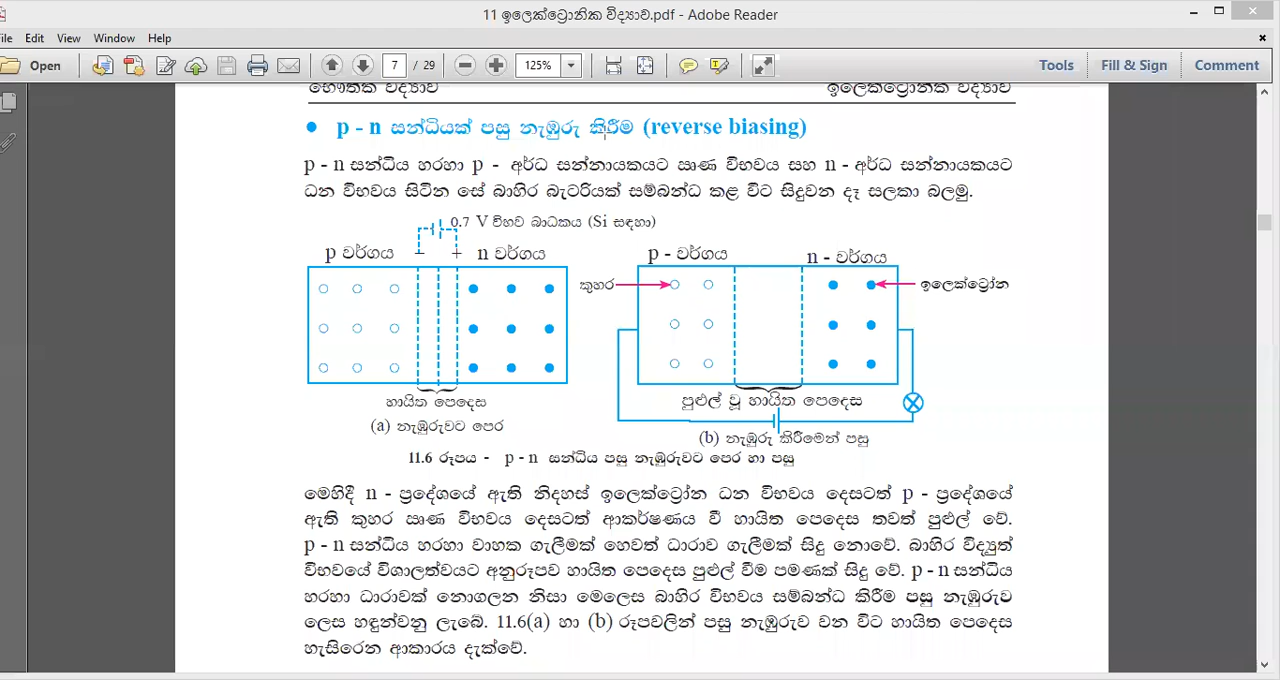 11 ඉලෙක්ට්‍රොනික විද්‍යාව.pdf - Adobe Reader
File Edit View Window Help
Open 7 / 29 125% Tools Fill & Sign Comment
භෞතික විද්‍යාව ඉලෙක්ට්‍රොනික විද්‍යාව
● p - n සන්ධියක් පසු නැඹුරු කිරීම (reverse biasing)
p - n සන්ධිය හරහා p - අර්ධ සන්නායකයට ඍණ විභවය සහ n - අර්ධ සන්නායකයට
ධන විභවය සිටින සේ බාහිර බැටරියක් සම්බන්ධ කළ විට සිදුවන දෑ සලකා බලමු.
0.7 V විභව බාධකය (Si සඳහා)
p වර්ගය − + n වර්ගය
p - වර්ගය n - වර්ගය
කුහර ඉලෙක්ට්‍රෝන
හායිත පෙදෙස
පුළුල් වූ හායිත පෙදෙස
(a) නැඹුරුවට පෙර
(b) නැඹුරු කිරීමෙන් පසු
11.6 රූපය - p - n සන්ධිය පසු නැඹුරුවට පෙර හා පසු
මෙහිදී n - ප්‍රදේශයේ ඇති නිදහස් ඉලෙක්ට්‍රෝන ධන විභවය දෙසටත් p - ප්‍රදේශයේ
ඇති කුහර ඍණ විභවය දෙසටත් ආකර්ෂණය වී හායිත පෙදෙස තවත් පුළුල් වේ.
p - n සන්ධිය හරහා වාහක ගැලීමක් හෙවත් ධාරාව ගැලීමක් සිදු නොවේ. බාහිර විද්‍යුත්
විභවයේ විශාලත්වයට අනුරූපව හායිත පෙදෙස පුළුල් වීම පමණක් සිදු වේ. p - n සන්ධිය
හරහා ධාරාවක් නොගලන නිසා මෙලෙස බාහිර විභවය සම්බන්ධ කිරීම පසු නැඹුරුව
ලෙස හඳුන්වනු ලැබේ. 11.6(a) හා (b) රූපවලින් පසු නැඹුරුව වන විට හායිත පෙදෙස
හැසිරෙන ආකාරය දැක්වේ.